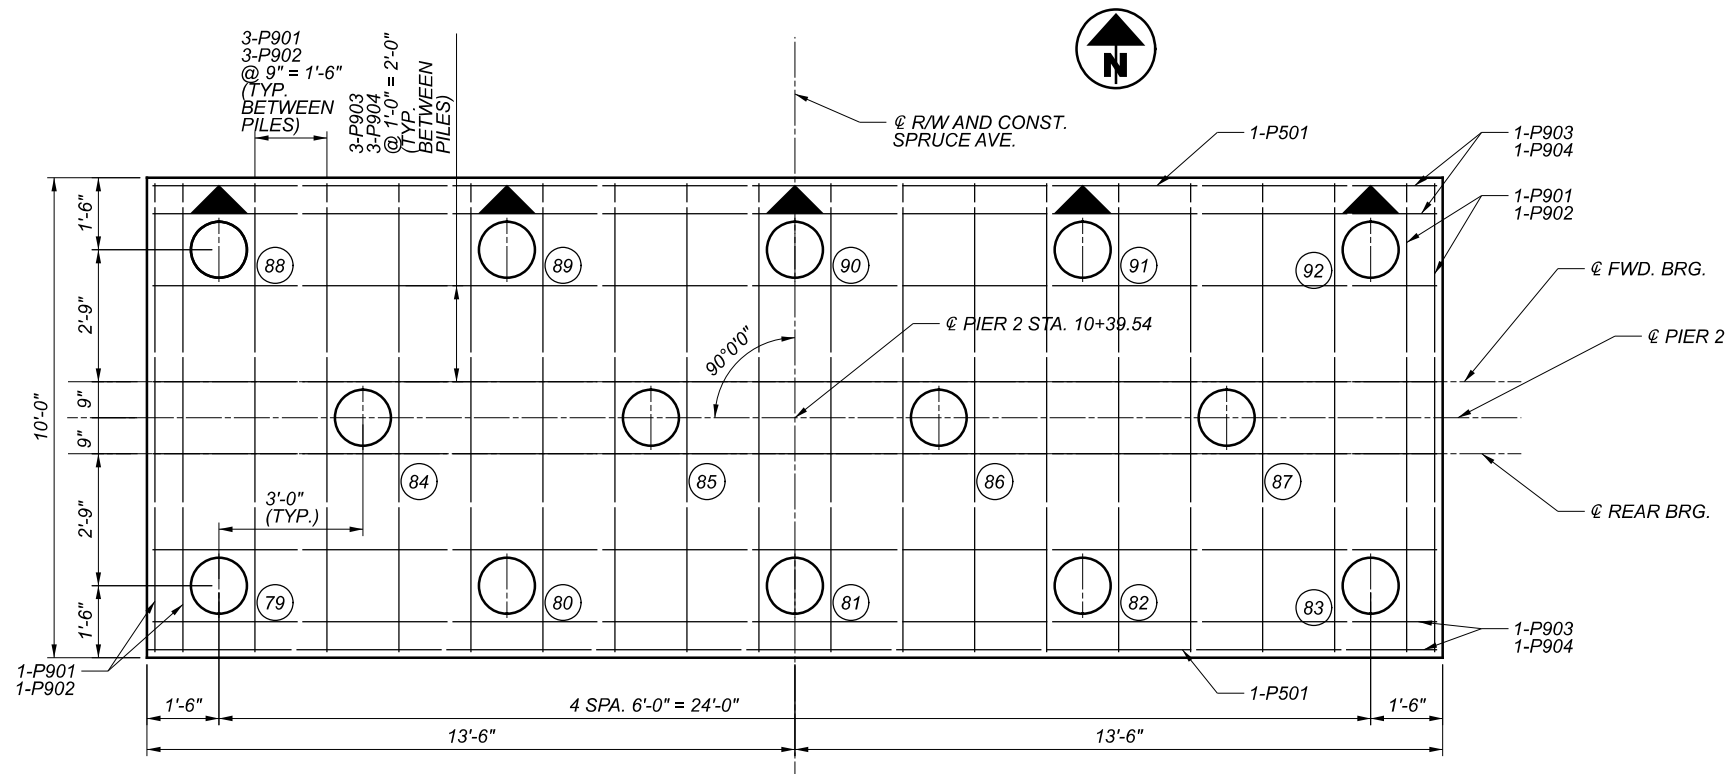 3-P901
3-P902
@ 9" = 1'-6"
(TYP.
BETWEEN
PILES)
3-P903
3-P904
@ 1'-0" = 2'-0"
(TYP.
BETWEEN
PILES)
N
℄ R/W AND CONST.
SPRUCE AVE.
1-P501
1-P903
1-P904
1-P901
1-P902
1'-6"
88
89
90
91
92
℄ FWD. BRG.
2'-9"
90°0'0"
℄ PIER 2 STA. 10+39.54
℄ PIER 2
10'-0"
9"
9"
84
85
86
87
3'-0"
(TYP.)
℄ REAR BRG.
2'-9"
79
80
81
82
83
1'-6"
1-P903
1-P904
1-P901
1-P902
1-P501
1'-6"
4 SPA. 6'-0" = 24'-0"
1'-6"
13'-6"
13'-6"